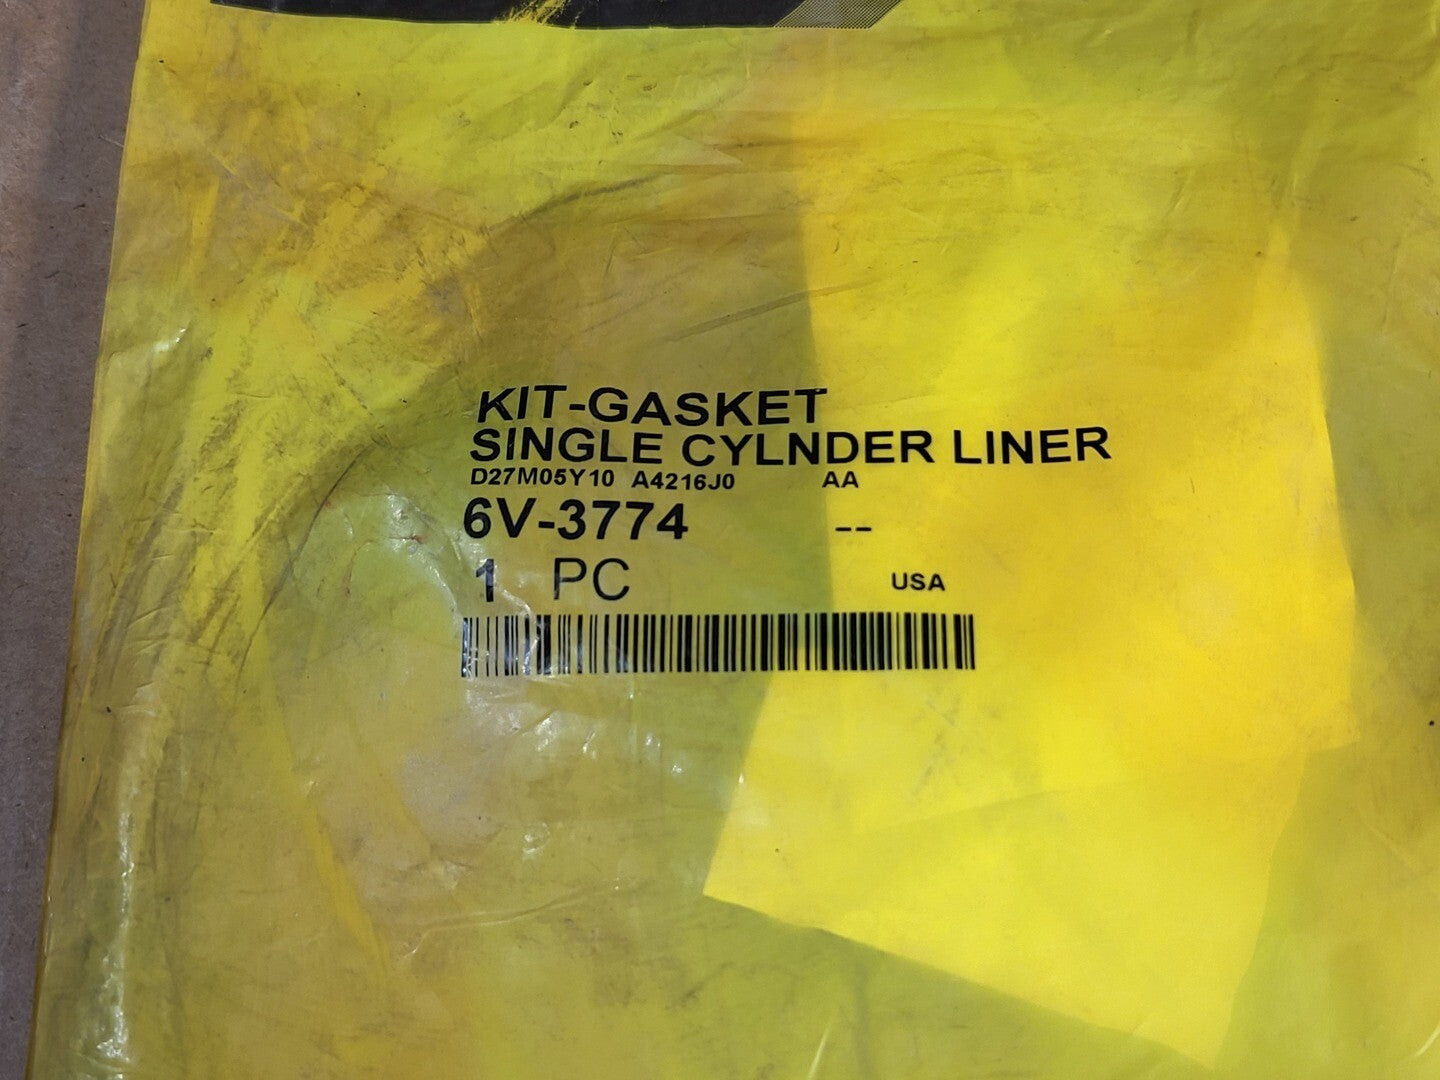 KIT-GASKET
SINGLE CYLNDER LINER
D27M05Y10 A4216J0 AA
6V-3774 --
1 PC USA